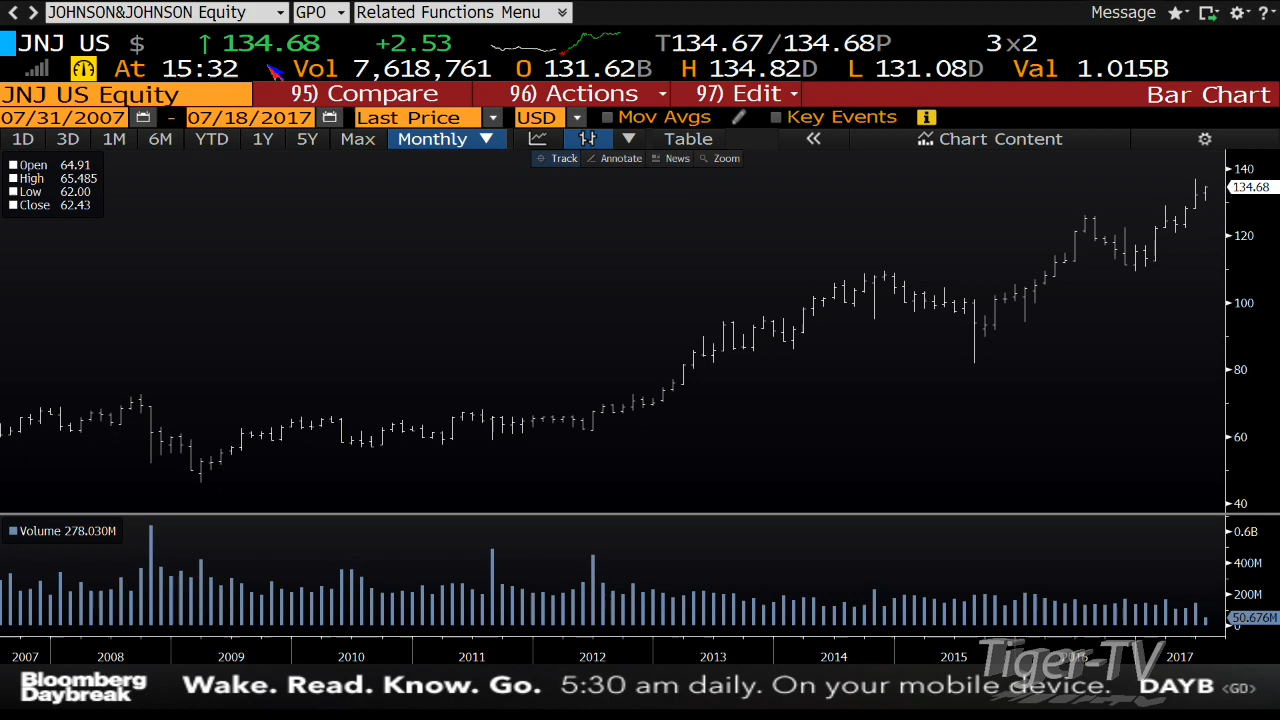 JOHNSON&JOHNSON Equity GPO Related Functions Menu Message ?
JNJ US $ ↑ 134.68 +2.53 T134.67/134.68P 3x2
At 15:32 Vol 7,618,761 O 131.62B H 134.82D L 131.08D Val 1.015B
JNJ US Equity 95) Compare 96) Actions 97) Edit Bar Chart
07/31/2007 - 07/18/2017 Last Price USD Mov Avgs Key Events i
1D 3D 1M 6M YTD 1Y 5Y Max Monthly ▼ Table « Chart Content
Track Annotate News Zoom
Open 64.91
High 65.485
Low 62.00
Close 62.43
140
134.68
120
100
80
60
40
Volume 278.030M
0.6B
400M
200M
50.676M
0
2007 2008 2009 2010 2011 2012 2013 2014 2015 2016 2017
Tiger-TV
Bloomberg
Daybreak
Wake. Read. Know. Go. 5:30 am daily. On your mobile device. DAYB <GO>